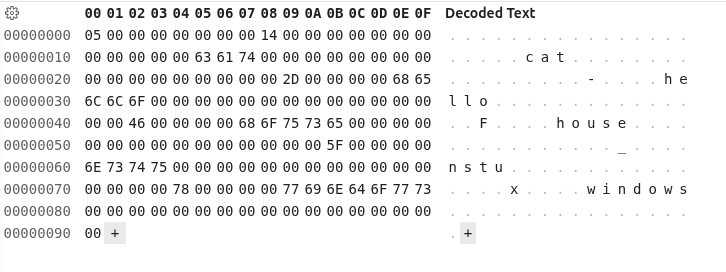 00 01 02 03 04 05 06 07 08 09 0A 0B 0C 0D 0E 0F Decoded Text
00000000 05 00 00 00 00 00 00 00 14 00 00 00 00 00 00 00 . . . . . . . . . . . . . . . .
00000010 00 00 00 00 00 63 61 74 00 00 00 00 00 00 00 00 . . . . . c a t . . . . . . . .
00000020 00 00 00 00 00 00 00 00 00 2D 00 00 00 00 68 65 . . . . . . . . . - . . . . h e
00000030 6C 6C 6F 00 00 00 00 00 00 00 00 00 00 00 00 00 l l o . . . . . . . . . . . . .
00000040 00 00 46 00 00 00 00 68 6F 75 73 65 00 00 00 00 . . F . . . . h o u s e . . . .
00000050 00 00 00 00 00 00 00 00 00 00 00 5F 00 00 00 00 . . . . . . . . . . . _ . . . .
00000060 6E 73 74 75 00 00 00 00 00 00 00 00 00 00 00 00 n s t u . . . . . . . . . . . .
00000070 00 00 00 00 78 00 00 00 00 77 69 6E 64 6F 77 73 . . . . x . . . . w i n d o w s
00000080 00 00 00 00 00 00 00 00 00 00 00 00 00 00 00 00 . . . . . . . . . . . . . . . .
00000090 00 + . +